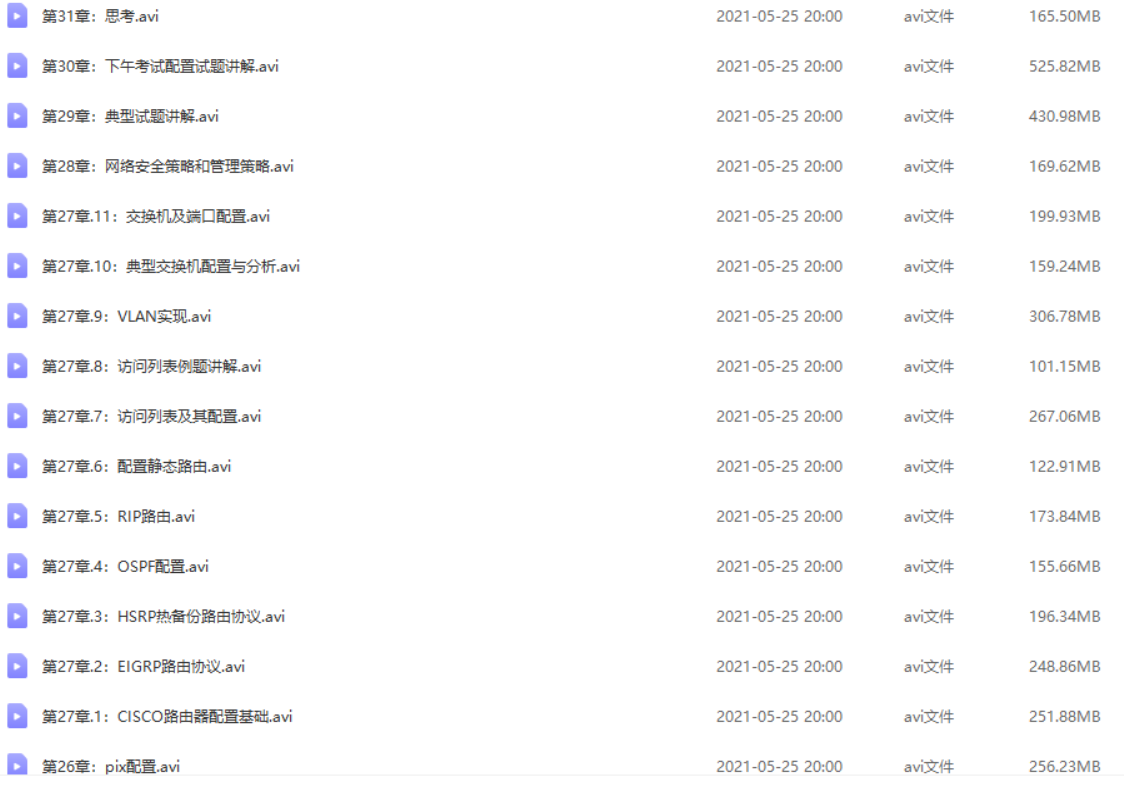 第31章：思考.avi 2021-05-25 20:00 avi文件 165.50MB
第30章：下午考试配置试题讲解.avi 2021-05-25 20:00 avi文件 525.82MB
第29章：典型试题讲解.avi 2021-05-25 20:00 avi文件 430.98MB
第28章：网络安全策略和管理策略.avi 2021-05-25 20:00 avi文件 169.62MB
第27章.11：交换机及端口配置.avi 2021-05-25 20:00 avi文件 199.93MB
第27章.10：典型交换机配置与分析.avi 2021-05-25 20:00 avi文件 159.24MB
第27章.9：VLAN实现.avi 2021-05-25 20:00 avi文件 306.78MB
第27章.8：访问列表例题讲解.avi 2021-05-25 20:00 avi文件 101.15MB
第27章.7：访问列表及其配置.avi 2021-05-25 20:00 avi文件 267.06MB
第27章.6：配置静态路由.avi 2021-05-25 20:00 avi文件 122.91MB
第27章.5：RIP路由.avi 2021-05-25 20:00 avi文件 173.84MB
第27章.4：OSPF配置.avi 2021-05-25 20:00 avi文件 155.66MB
第27章.3：HSRP热备份路由协议.avi 2021-05-25 20:00 avi文件 196.34MB
第27章.2：EIGRP路由协议.avi 2021-05-25 20:00 avi文件 248.86MB
第27章.1：CISCO路由器配置基础.avi 2021-05-25 20:00 avi文件 251.88MB
第26章：pix配置.avi 2021-05-25 20:00 avi文件 256.23MB